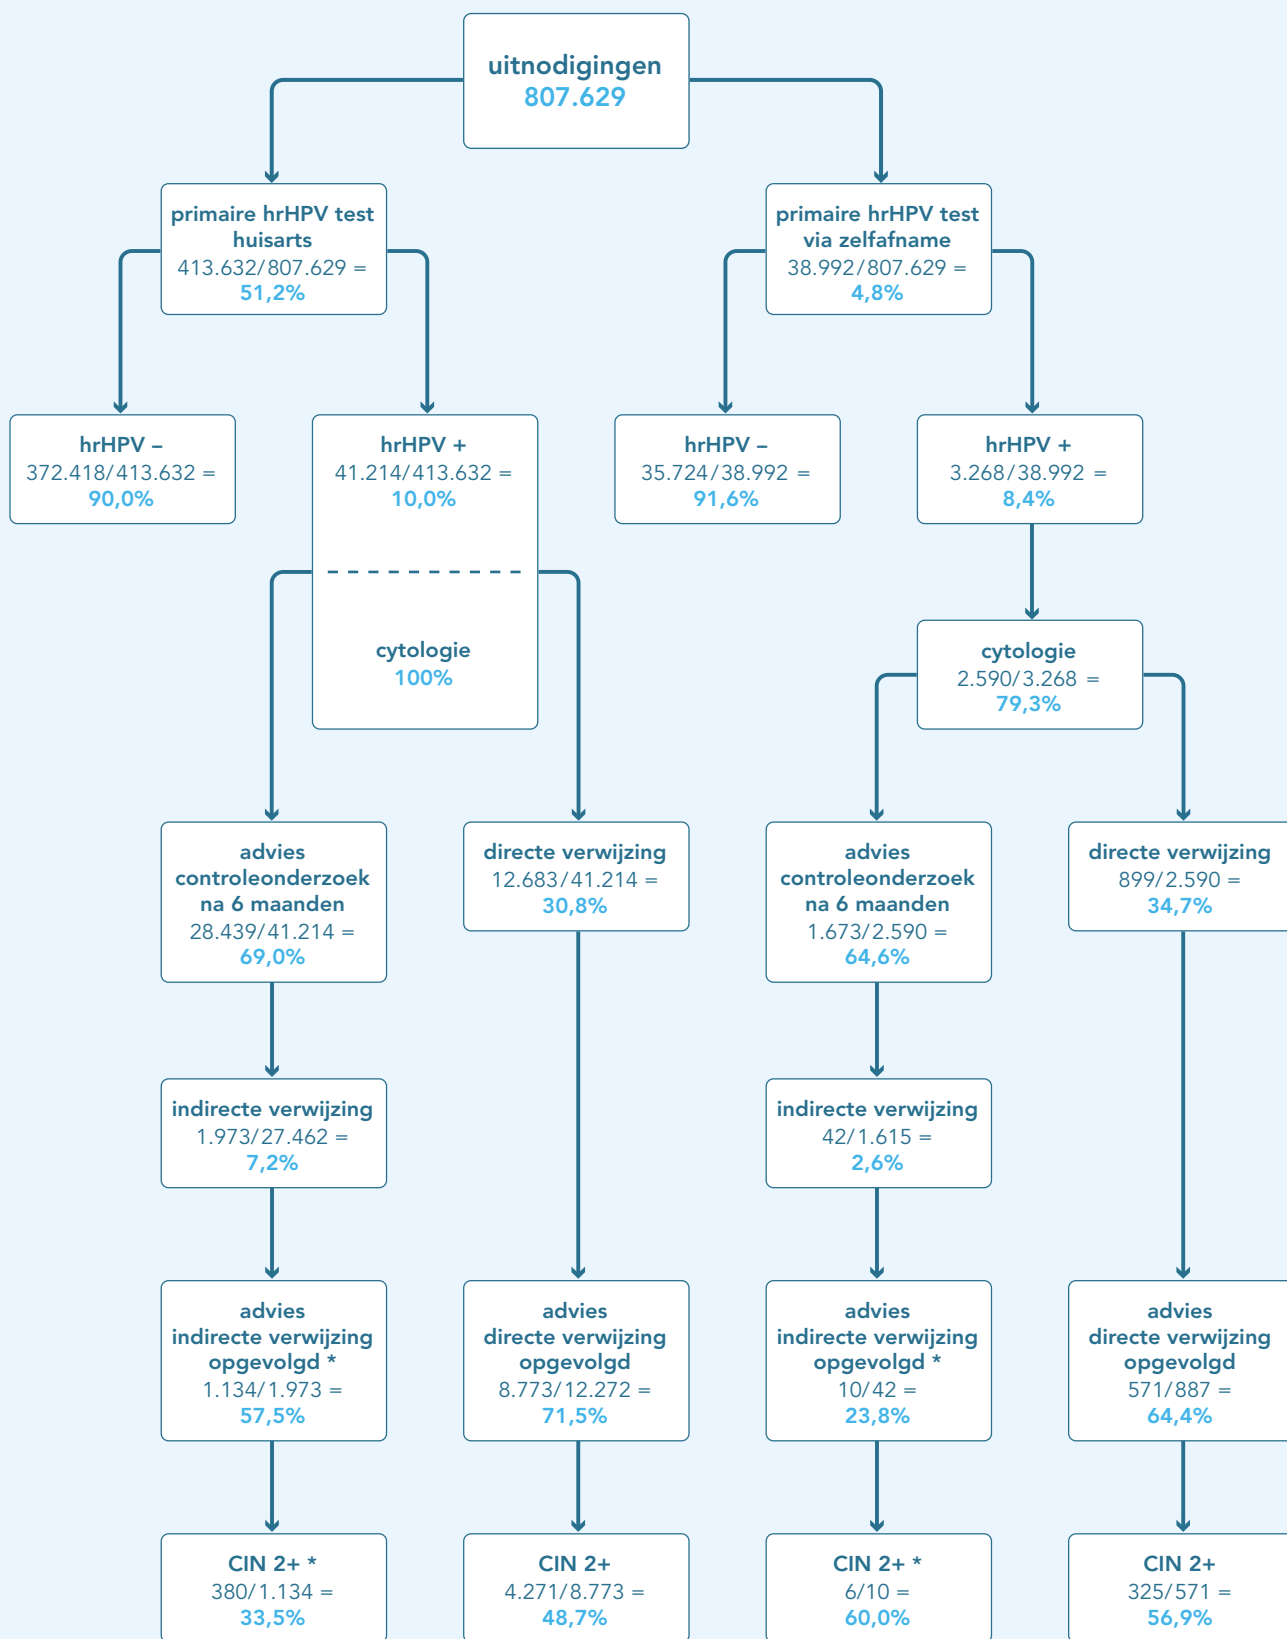 uitnodigingen
807.629
primaire hrHPV test
huisarts
413.632/807.629 =
51,2%
primaire hrHPV test
via zelfafname
38.992/807.629 =
4,8%
hrHPV –
372.418/413.632 =
90,0%
hrHPV +
41.214/413.632 =
10,0%
cytologie
100%
hrHPV –
35.724/38.992 =
91,6%
hrHPV +
3.268/38.992 =
8,4%
cytologie
2.590/3.268 =
79,3%
advies
controleonderzoek
na 6 maanden
28.439/41.214 =
69,0%
directe verwijzing
12.683/41.214 =
30,8%
advies
controleonderzoek
na 6 maanden
1.673/2.590 =
64,6%
directe verwijzing
899/2.590 =
34,7%
indirecte verwijzing
1.973/27.462 =
7,2%
indirecte verwijzing
42/1.615 =
2,6%
advies
indirecte verwijzing
opgevolgd *
1.134/1.973 =
57,5%
advies
directe verwijzing
opgevolgd
8.773/12.272 =
71,5%
advies
indirecte verwijzing
opgevolgd *
10/42 =
23,8%
advies
directe verwijzing
opgevolgd
571/887 =
64,4%
CIN 2+ *
380/1.134 =
33,5%
CIN 2+
4.271/8.773 =
48,7%
CIN 2+ *
6/10 =
60,0%
CIN 2+
325/571 =
56,9%